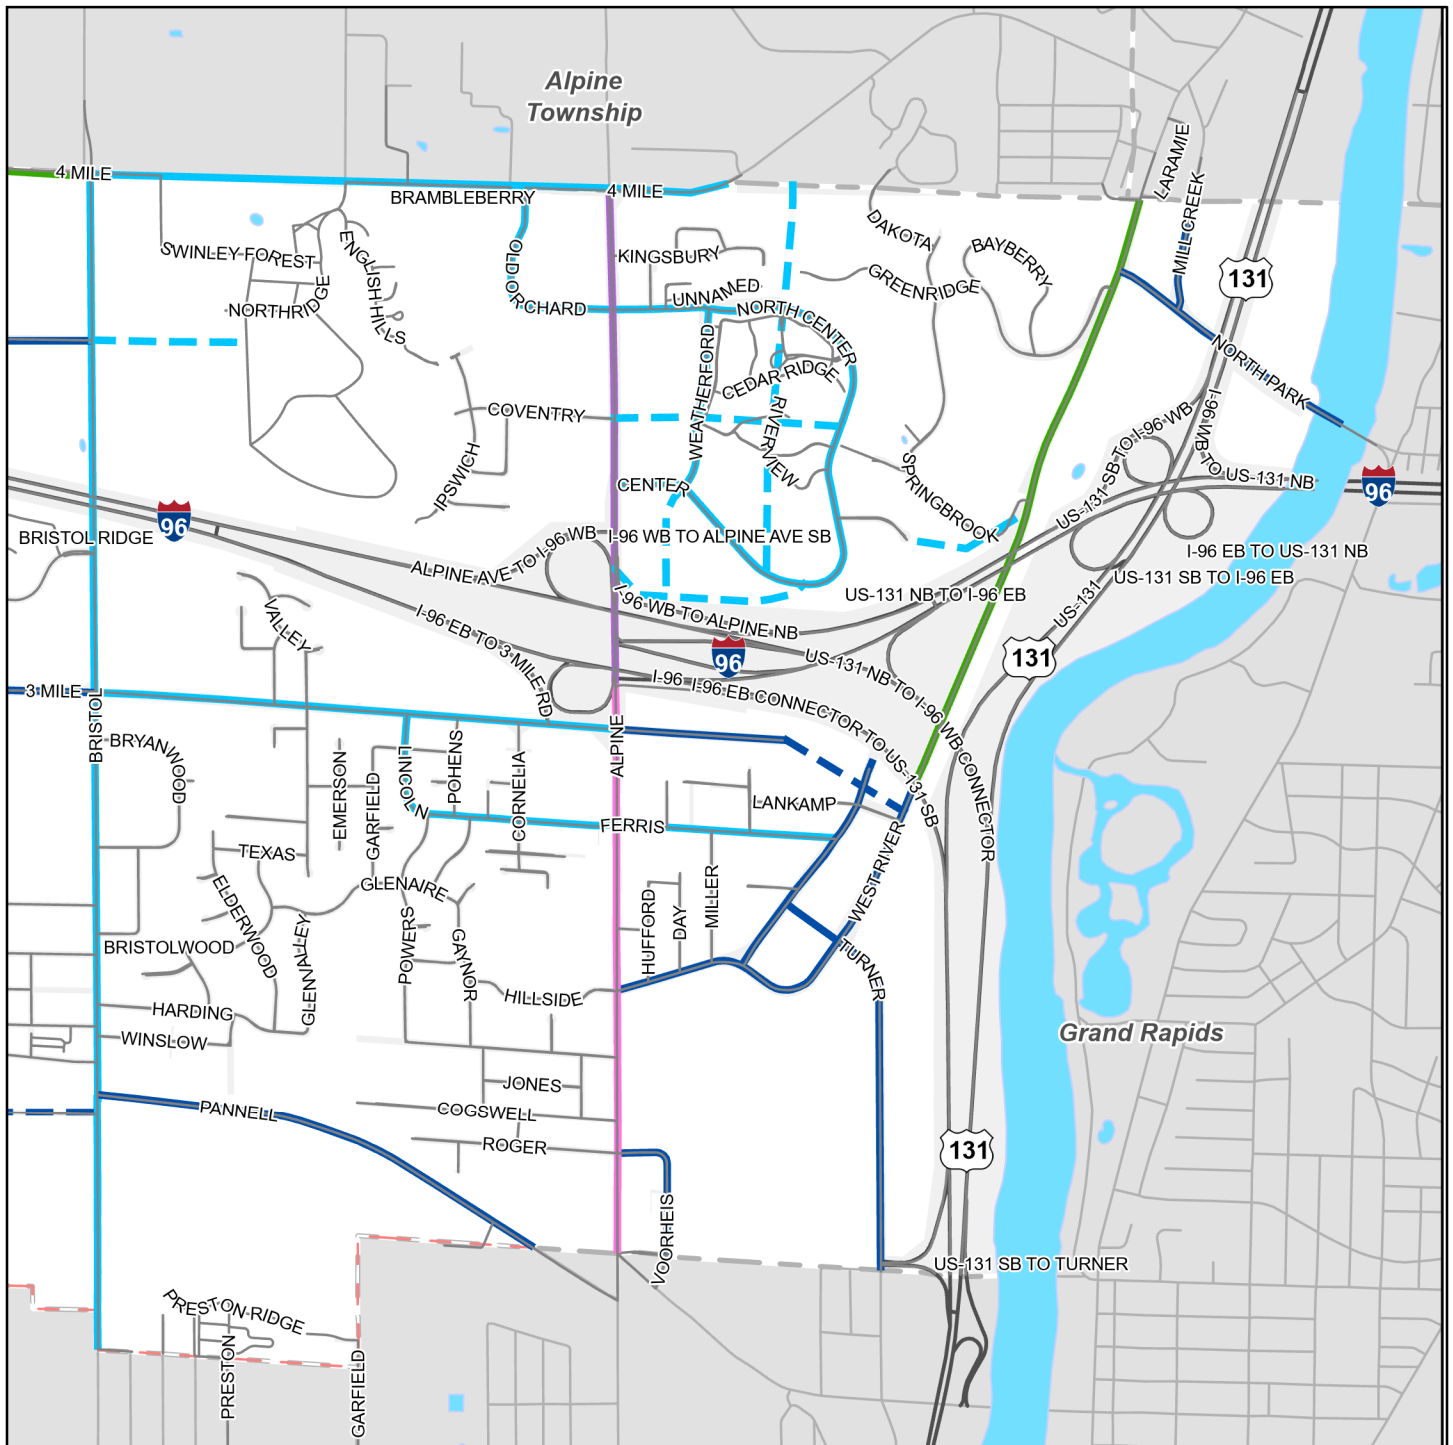 Alpine
Township
4 MILE
BRAMBLEBERRY
4 MILE
LARAMIE
MILL CREEK
SWINLEY FOREST
ENGLISH HILLS
OLD ORCHARD
KINGSBURY
DAKOTA
BAYBERRY
131
NORTHRIDGE
UNNAMED
GREENRIDGE
NORTH CENTER
NORTH PARK
WEATHERFORD
CEDAR RIDGE
COVENTRY
RIVERVIEW
US-131 SB TO I-96 WB
I-96 WB TO US-131 NB
IPSWICH
CENTER
SPRINGBROOK
96
96
BRISTOL RIDGE
ALPINE AVE TO I-96 WB
I-96 WB TO ALPINE AVE SB
I-96 EB TO US-131 NB
US-131 SB TO I-96 EB
VALLEY
I-96 EB TO 3 MILE RD
I-96 WB TO ALPINE NB
US-131 NB TO I-96 EB
US-131
96
131
US-131 NB TO I-96 WB CONNECTOR
3 MILE
I-96
I-96 EB CONNECTOR TO US-131 SB
BRISTOL
ALPINE
BRYANWOOD
EMERSON
GARFIELD
LINCOLN
POHENS
CORNELIA
LANKAMP
FERRIS
TEXAS
GLENAIRE
WEST RIVER
ELDERWOOD
GLENVALLEY
POWERS
GAYNOR
HUFFORD
DAY
MILLER
BRISTOLWOOD
TURNER
HARDING
HILLSIDE
WINSLOW
Grand Rapids
JONES
PANNELL
COGSWELL
ROGER
131
VOORHEIS
US-131 SB TO TURNER
PRESTON RIDGE
PRESTON
GARFIELD